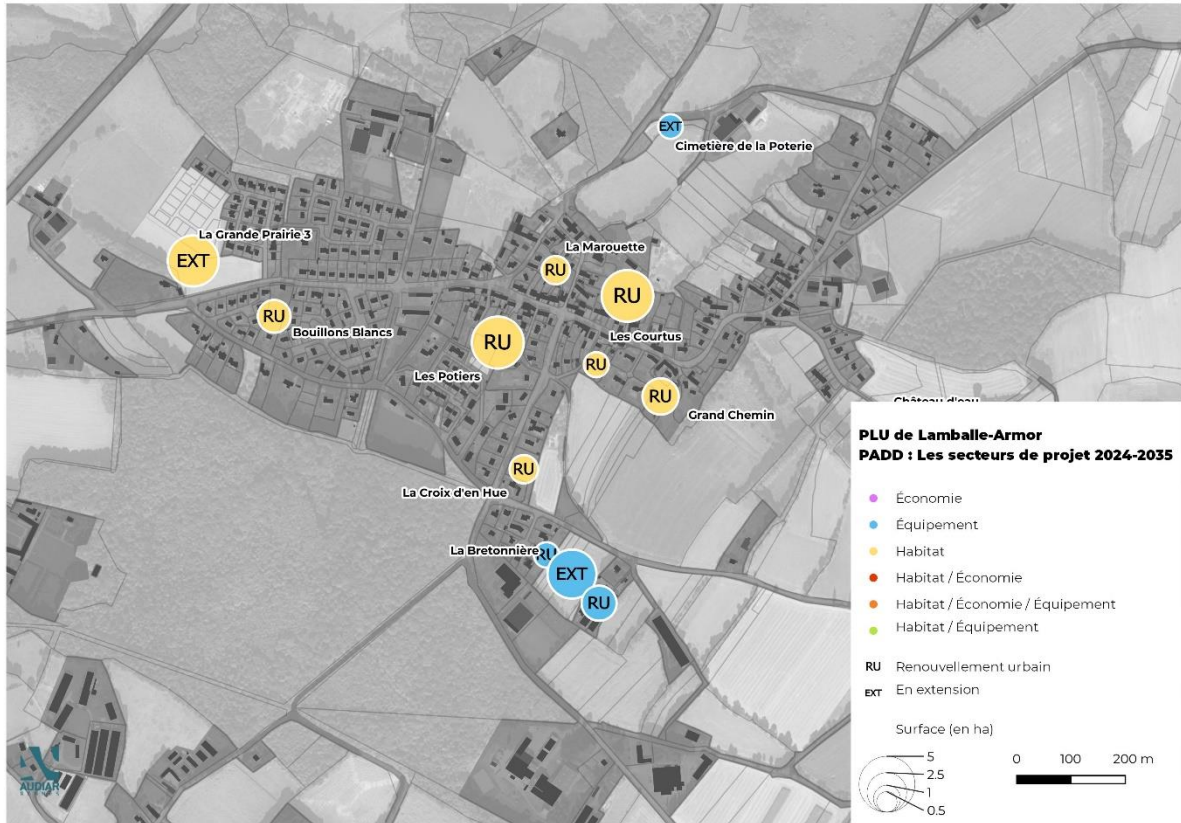 EXT
Cimetière de la Poterie
La Grande Prairie 3
EXT
La Marouette
RU
RU
RU
Bouillons Blancs
RU
Les Courtus
Les Potiers
RU
RU
Grand Chemin
Château d'eau
RU
La Croix d'en Hue
La Bretonnière
RU
EXT
RU
PLU de Lamballe-Armor
PADD : Les secteurs de projet 2024-2035
Économie
Équipement
Habitat
Habitat / Économie
Habitat / Économie / Équipement
Habitat / Équipement
RU Renouvellement urbain
EXT En extension
Surface (en ha)
5
2.5
1
0.5
0 100 200 m
AUDIAR
RENNES